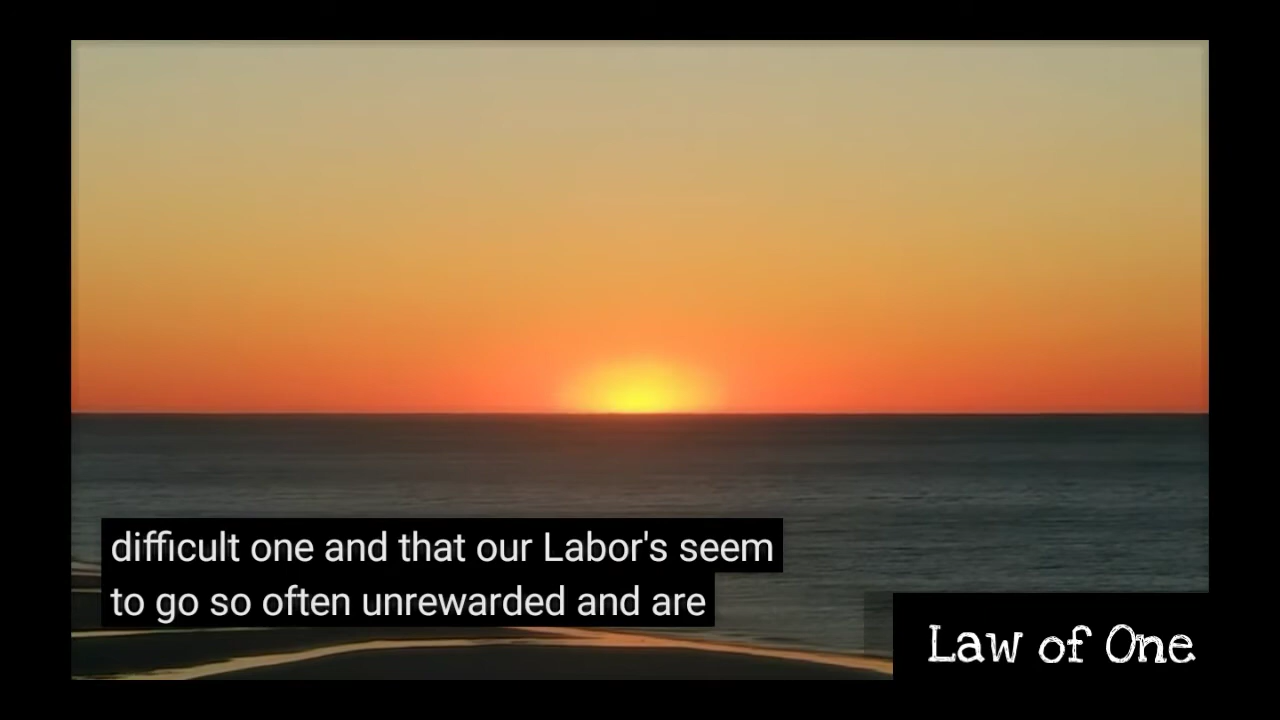 difficult one and that our Labor's seem
to go so often unrewarded and are
Law of One